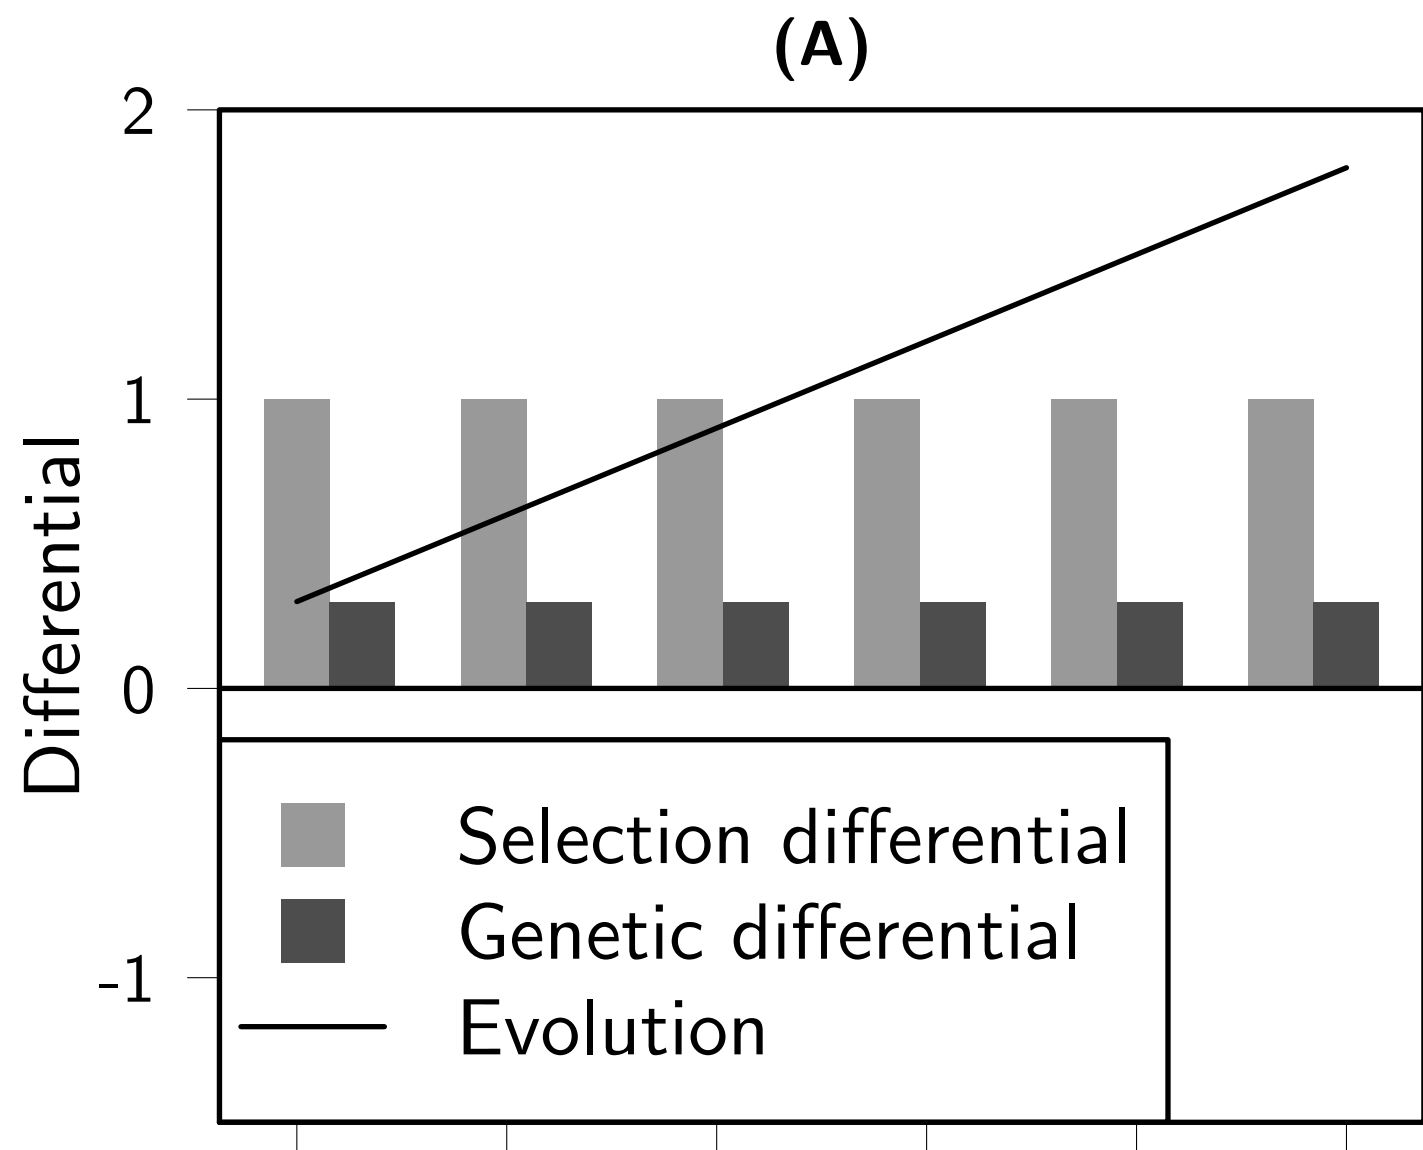 (A)
2
1
0
-1
Differential
Selection differential
Genetic differential
Evolution